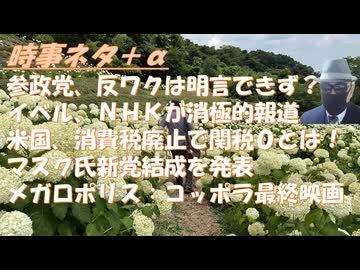 時事ネタ+α
参政党、反ワクは明言できず?
イベル、NHKが消極的報道
米国、消費税廃止で関税0とは!
マスク氏新党結成を発表
メガロポリス　コッポラ最終映画